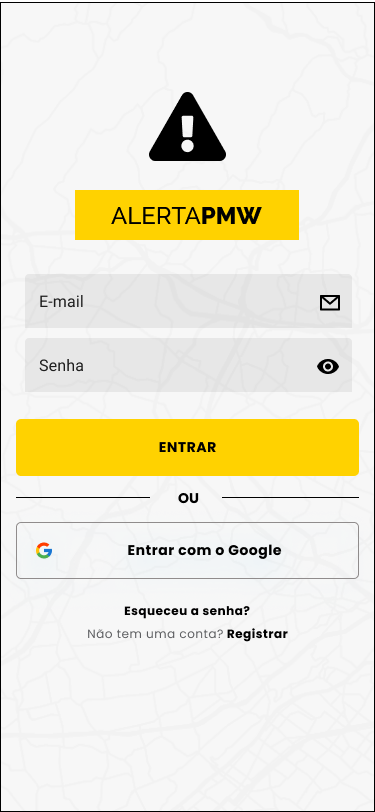 ALERTAPMW
E-mail
Senha
ENTRAR
OU
Entrar com o Google
Esqueceu a senha?
Não tem uma conta? Registrar